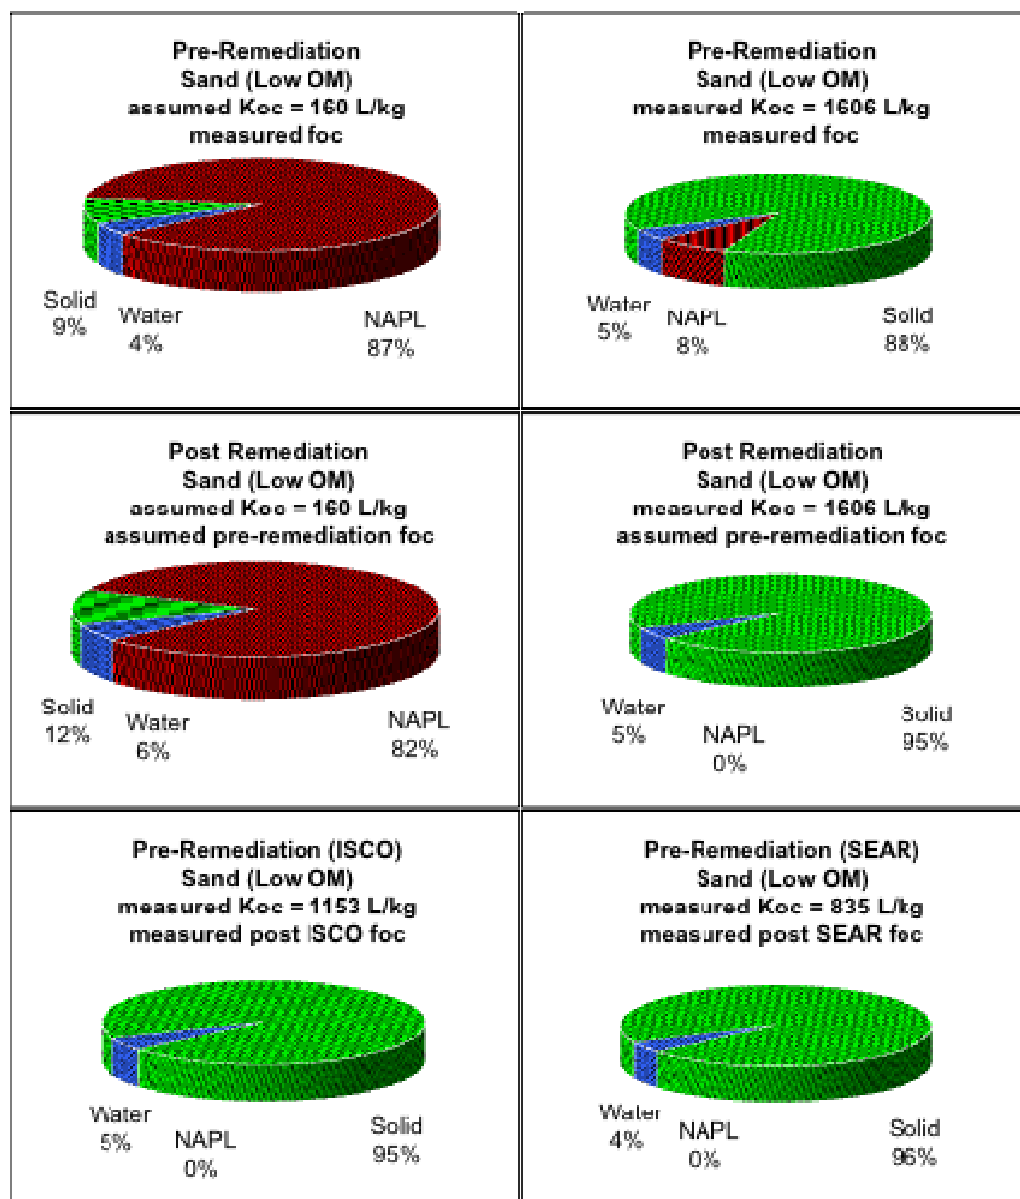 Pre-Remediation
Sand (Low OM)
assumed Koc = 160 L/kg
measured foc
Solid
9%
Water
4%
NAPL
87%
Pre-Remediation
Sand (Low OM)
measured Koc = 1606 L/kg
measured foc
Water
5%
NAPL
8%
Solid
88%
Post Remediation
Sand (Low OM)
assumed Koc = 160 L/kg
assumed pre-remediation foc
Solid
12%
Water
6%
NAPL
82%
Post Remediation
Sand (Low OM)
measured Koc = 1606 L/kg
assumed pre-remediation foc
Water
5%
NAPL
0%
Solid
95%
Pre-Remediation (ISCO)
Sand (Low OM)
measured Koc = 1153 L/kg
measured post ISCO foc
Water
5%
NAPL
0%
Solid
95%
Pre-Remediation (SEAR)
Sand (Low OM)
measured Koc = 835 L/kg
measured post SEAR foc
Water
4%
NAPL
0%
Solid
96%